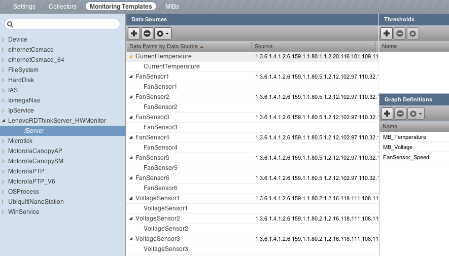 Settings Collectors Monitoring Templates MIBs
Device
ethernetCsmacd
ethernetCsmacd_64
FileSystem
HardDisk
IAS
IomegaNas
IpService
LenovoRDThinkServer_HWMonitor
/Server
Microtick
MotorolaCanopyAP
MotorolaCanopySM
MotorolaPTP
MotorolaPTP_V6
OSProcess
UbiquitiNanoStation
WinService
Data Sources
Data Points by Data Source Source
CurrentTemperature 1.3.6.1.4.1.2.6.159.1.1.80.1.1.2.20.116.101.109.11
CurrentTemperature
FanSensor1 1.3.6.1.4.1.2.6.159.1.1.80.5.1.2.12.102.97.110.32.
FanSensor1
FanSensor2 1.3.6.1.4.1.2.6.159.1.1.80.5.1.2.12.102.97.110.32.
FanSensor2
FanSensor3 1.3.6.1.4.1.2.6.159.1.1.80.5.1.2.12.102.97.110.32.
FanSensor3
FanSensor4 1.3.6.1.4.1.2.6.159.1.1.80.5.1.2.12.102.97.110.32.
FanSensor4
FanSensor5 1.3.6.1.4.1.2.6.159.1.1.80.5.1.2.12.102.97.110.32.
FanSensor5
FanSensor6 1.3.6.1.4.1.2.6.159.1.1.80.5.1.2.12.102.97.110.32.
FanSensor6
VoltageSensor1 1.3.6.1.4.1.2.6.159.1.1.80.2.1.2.16.118.111.108.11
VoltageSensor1
VoltageSensor2 1.3.6.1.4.1.2.6.159.1.1.80.2.1.2.16.118.111.108.11
VoltageSensor2
VoltageSensor3 1.3.6.1.4.1.2.6.159.1.1.80.2.1.2.16.118.111.108.11
VoltageSensor3
Thresholds
Name
Graph Definitions
Name
MB_Temperature
MB_Voltage
FanSensor_Speed